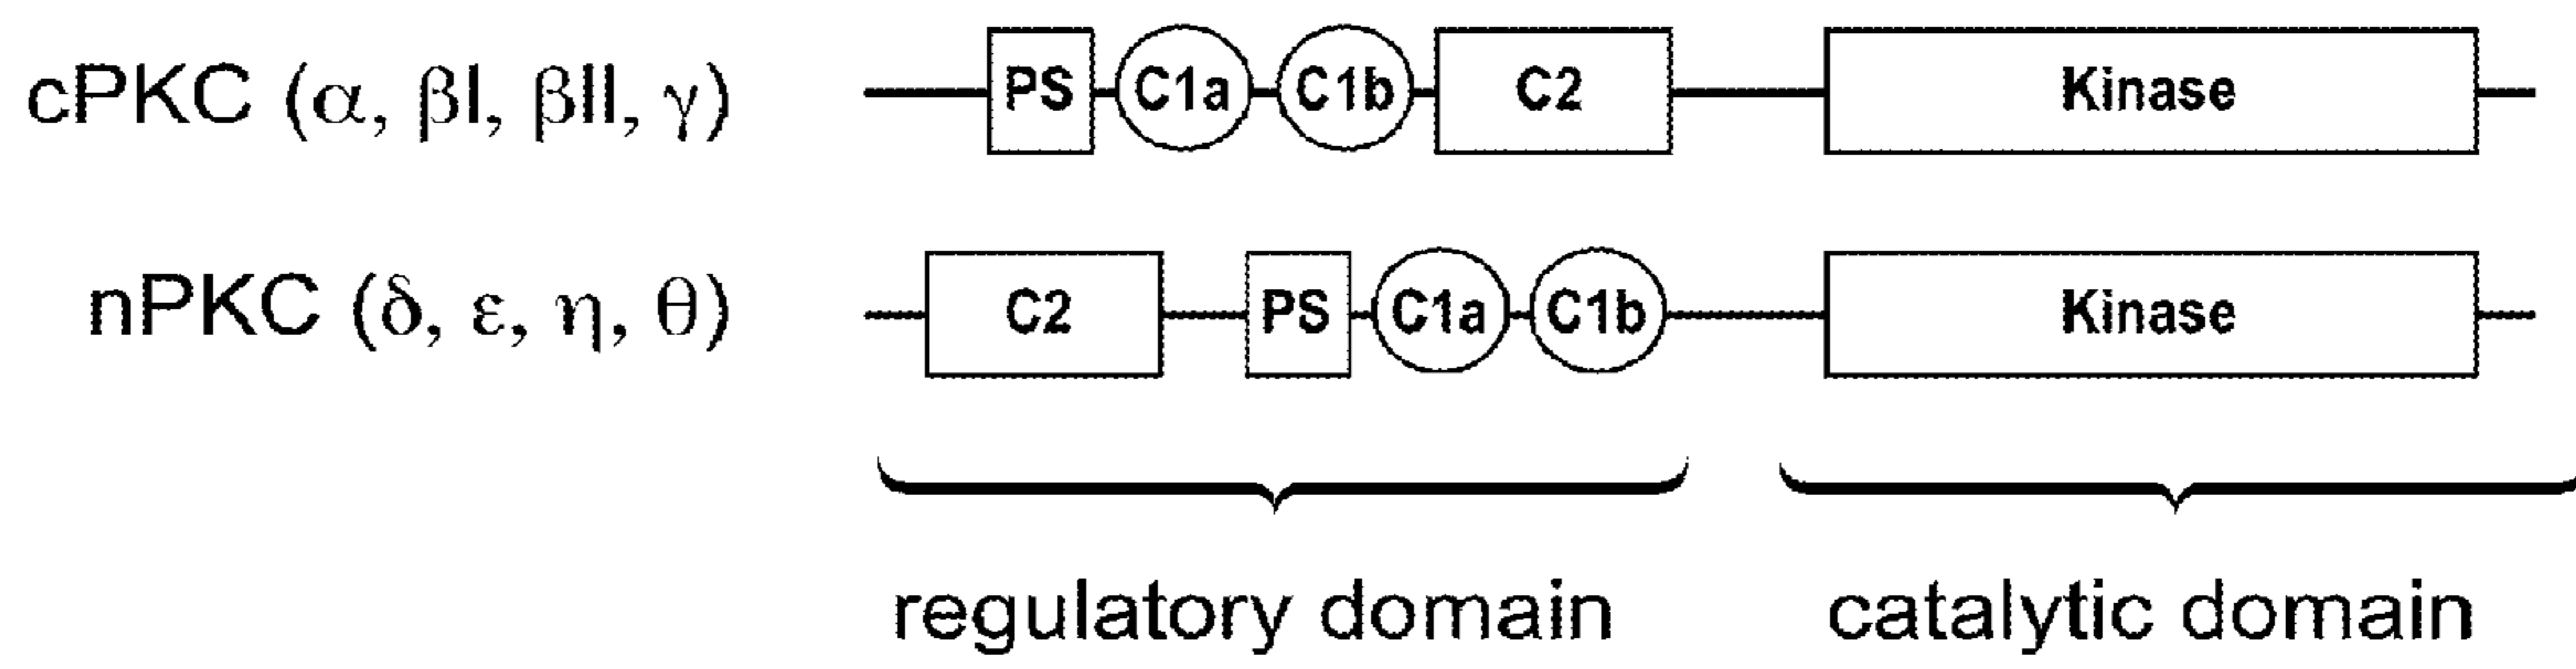 cPKC (α, βI, βII, γ) PS C1a C1b C2 Kinase
nPKC (δ, ε, η, θ) C2 PS C1a C1b Kinase
regulatory domain catalytic domain